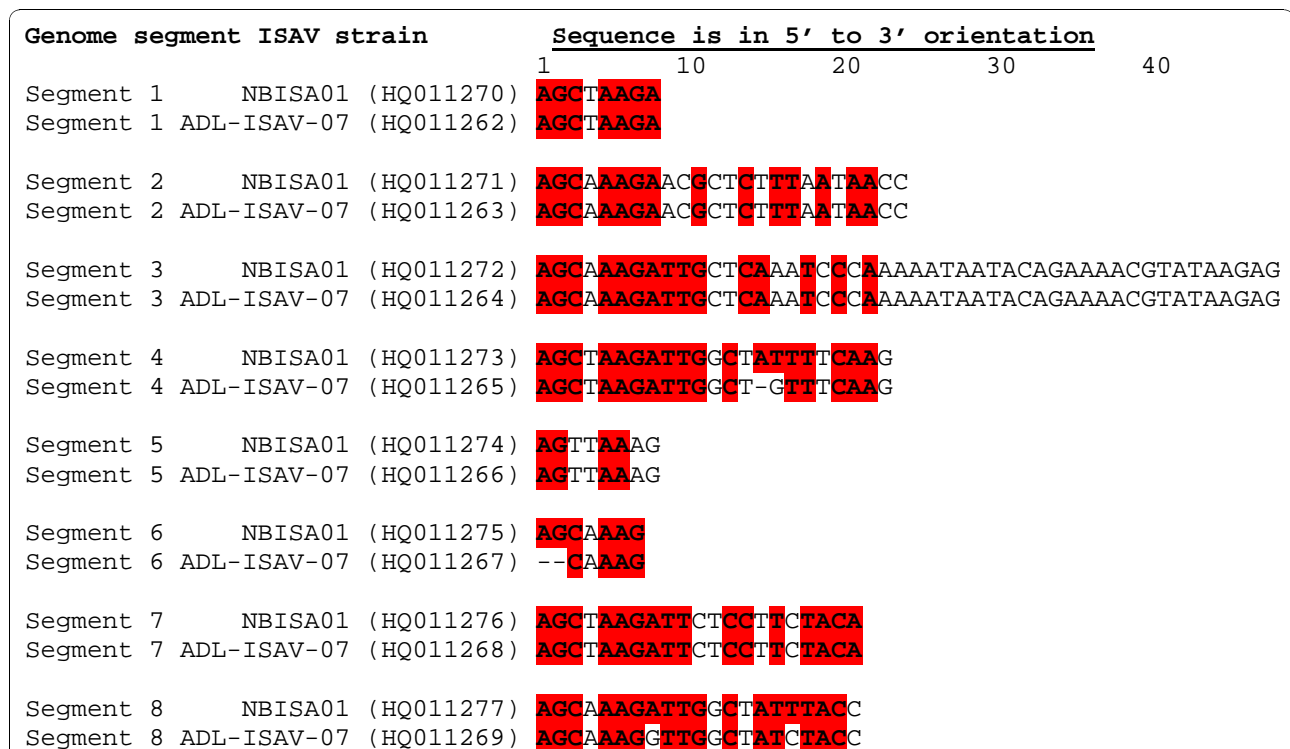 Genome segment ISAV strain Sequence is in 5’ to 3’ orientation
1 10 20 30 40
Segment 1 NBISA01 (HQ011270) AGCTAAGA
Segment 1 ADL-ISAV-07 (HQ011262) AGCTAAGA
Segment 2 NBISA01 (HQ011271) AGCAAAGAACGCTCTTTAATAACC
Segment 2 ADL-ISAV-07 (HQ011263) AGCAAAGAACGCTCTTTAATAACC
Segment 3 NBISA01 (HQ011272) AGCAAAGATTGCTCAAATCCCAAAAATAATACAGAAAACGTATAAGAG
Segment 3 ADL-ISAV-07 (HQ011264) AGCAAAGATTGCTCAAATCCCAAAAATAATACAGAAAACGTATAAGAG
Segment 4 NBISA01 (HQ011273) AGCTAAGATTGGCTATTTTCAAG
Segment 4 ADL-ISAV-07 (HQ011265) AGCTAAGATTGGCT-GTTTCAAG
Segment 5 NBISA01 (HQ011274) AGTTAAAG
Segment 5 ADL-ISAV-07 (HQ011266) AGTTAAAG
Segment 6 NBISA01 (HQ011275) AGCAAAG
Segment 6 ADL-ISAV-07 (HQ011267) --CAAAG
Segment 7 NBISA01 (HQ011276) AGCTAAGATTCTCCTTCTACA
Segment 7 ADL-ISAV-07 (HQ011268) AGCTAAGATTCTCCTTCTACA
Segment 8 NBISA01 (HQ011277) AGCAAAGATTGGCTATTTACC
Segment 8 ADL-ISAV-07 (HQ011269) AGCAAAGGTTGGCTATCTACC